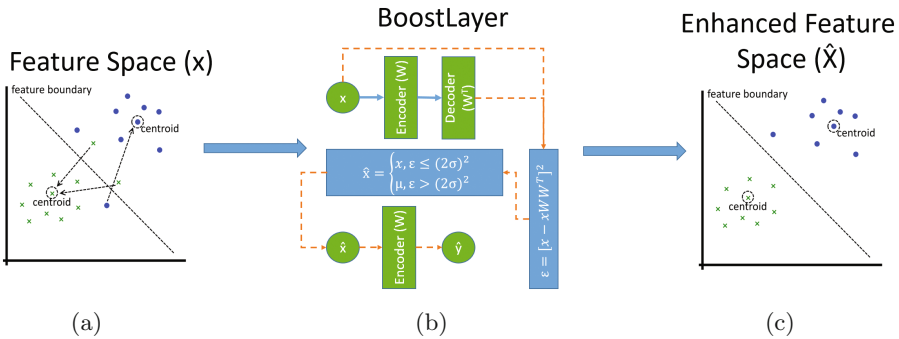 Feature Space (x)
feature boundary
centroid
centroid
(a)
BoostLayer
x
Encoder (W)
Decoder (W')
x̂ = {x, ε ≤ (2σ)²
μ, ε > (2σ)²
ε = [x − xWWᵀ]²
x̂
Encoder (W)
ŷ
(b)
Enhanced Feature
Space (X̂)
feature boundary
centroid
centroid
(c)